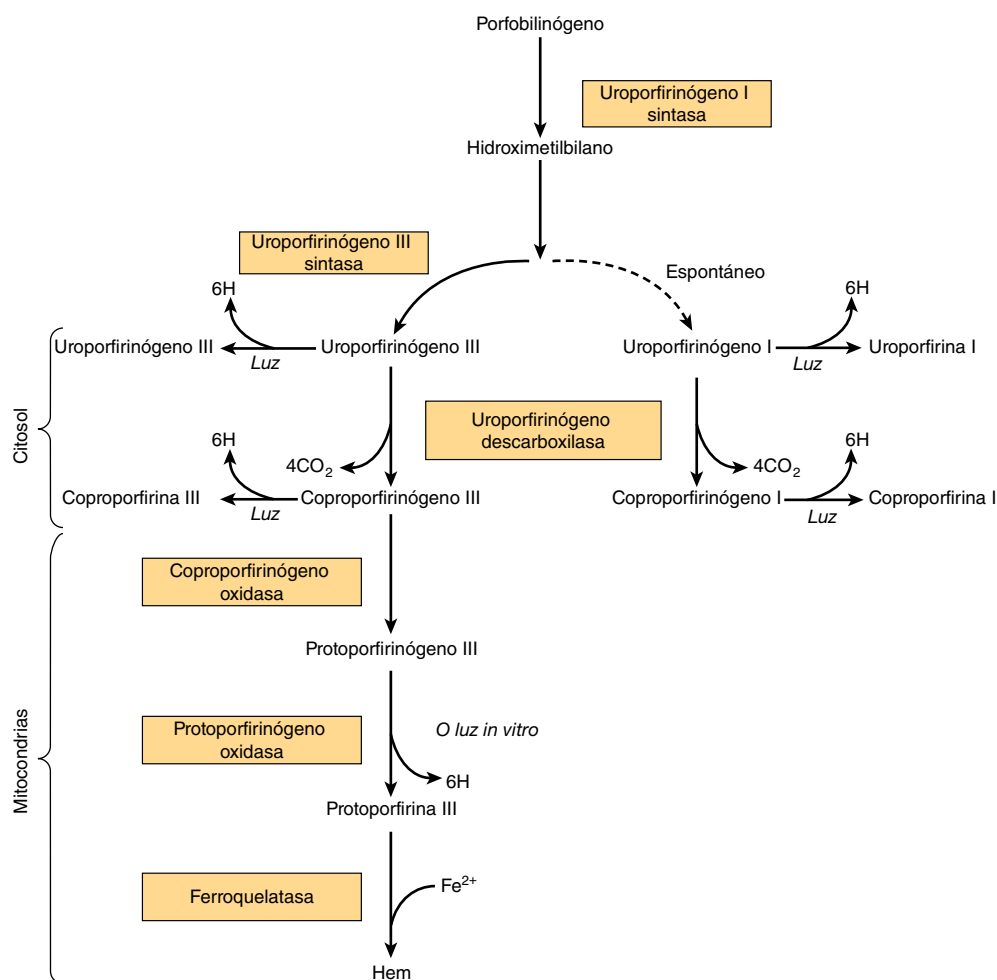 Porfobilinógeno
Uroporfirinógeno I
sintasa
Hidroximetilbilano
Uroporfirinógeno III
sintasa
Espontáneo
6H
6H
Uroporfirinógeno III
Luz
Uroporfirinógeno III
Uroporfirinógeno I
Luz
Uroporfirina I
Citosol
Uroporfirinógeno
descarboxilasa
6H
4CO₂
4CO₂
6H
Coproporfirina III
Luz
Coproporfirinógeno III
Coproporfirinógeno I
Luz
Coproporfirina I
Mitocondrias
Coproporfirinógeno
oxidasa
Protoporfirinógeno III
Protoporfirinógeno
oxidasa
O luz in vitro
6H
Protoporfirina III
Ferroquelatasa
Fe²⁺
Hem